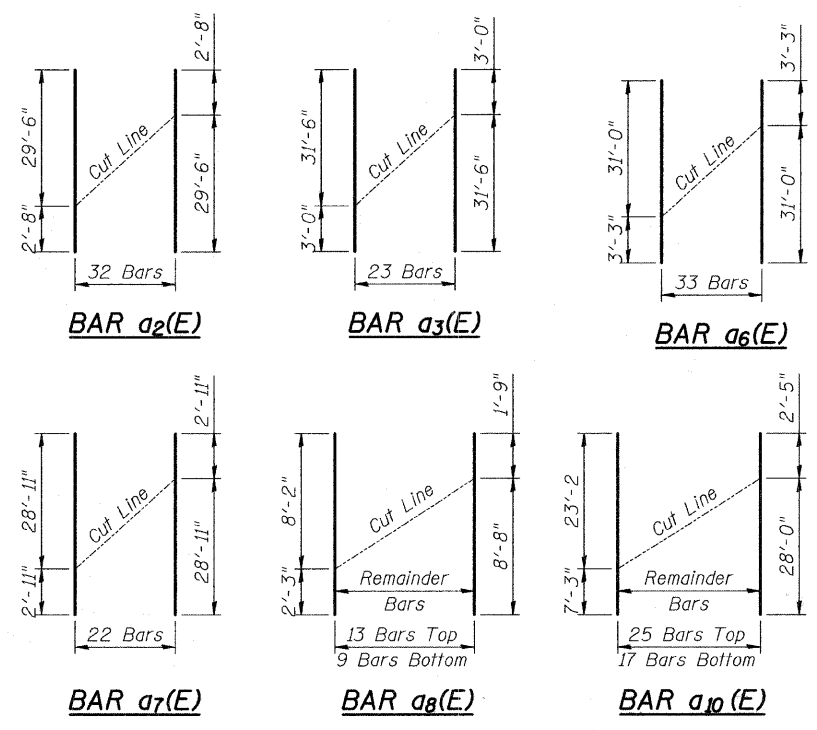 2'-8"
29'-6"
Cut Line
29'-6"
2'-8"
32 Bars
BAR a2(E)
3'-0"
31'-6"
Cut Line
31'-6"
3'-0"
23 Bars
BAR a3(E)
3'-3"
31'-0"
Cut Line
31'-0"
3'-3"
33 Bars
BAR a6(E)
2'-11"
28'-11"
Cut Line
28'-11"
2'-11"
22 Bars
BAR a7(E)
1'-9"
8'-2"
Cut Line
8'-8"
2'-3"
Remainder
Bars
13 Bars Top
9 Bars Bottom
BAR a8(E)
2'-5"
23'-2
Cut Line
28'-0"
7'-3"
Remainder
Bars
25 Bars Top
17 Bars Bottom
BAR a10 (E)